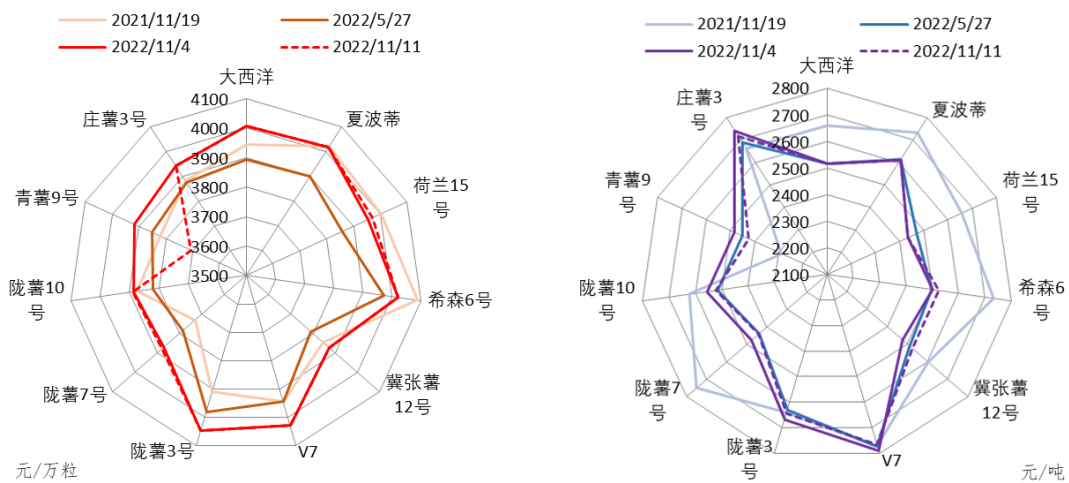 2021/11/19
2022/5/27
2022/11/4
2022/11/11
大西洋
夏波蒂
荷兰15
号
希森6号
冀张薯
12号
V7
陇薯3号
陇薯7号
陇薯10
号
青薯9号
庄薯3号
4100
4000
3900
3800
3700
3600
3500
元/万粒
2021/11/19
2022/5/27
2022/11/4
2022/11/11
大西洋
夏波蒂
荷兰15
号
希森6
号
冀张薯
12号
V7
陇薯3
号
陇薯7
号
陇薯10
号
青薯9
号
庄薯3
号
2800
2700
2600
2500
2400
2300
2200
2100
元/吨